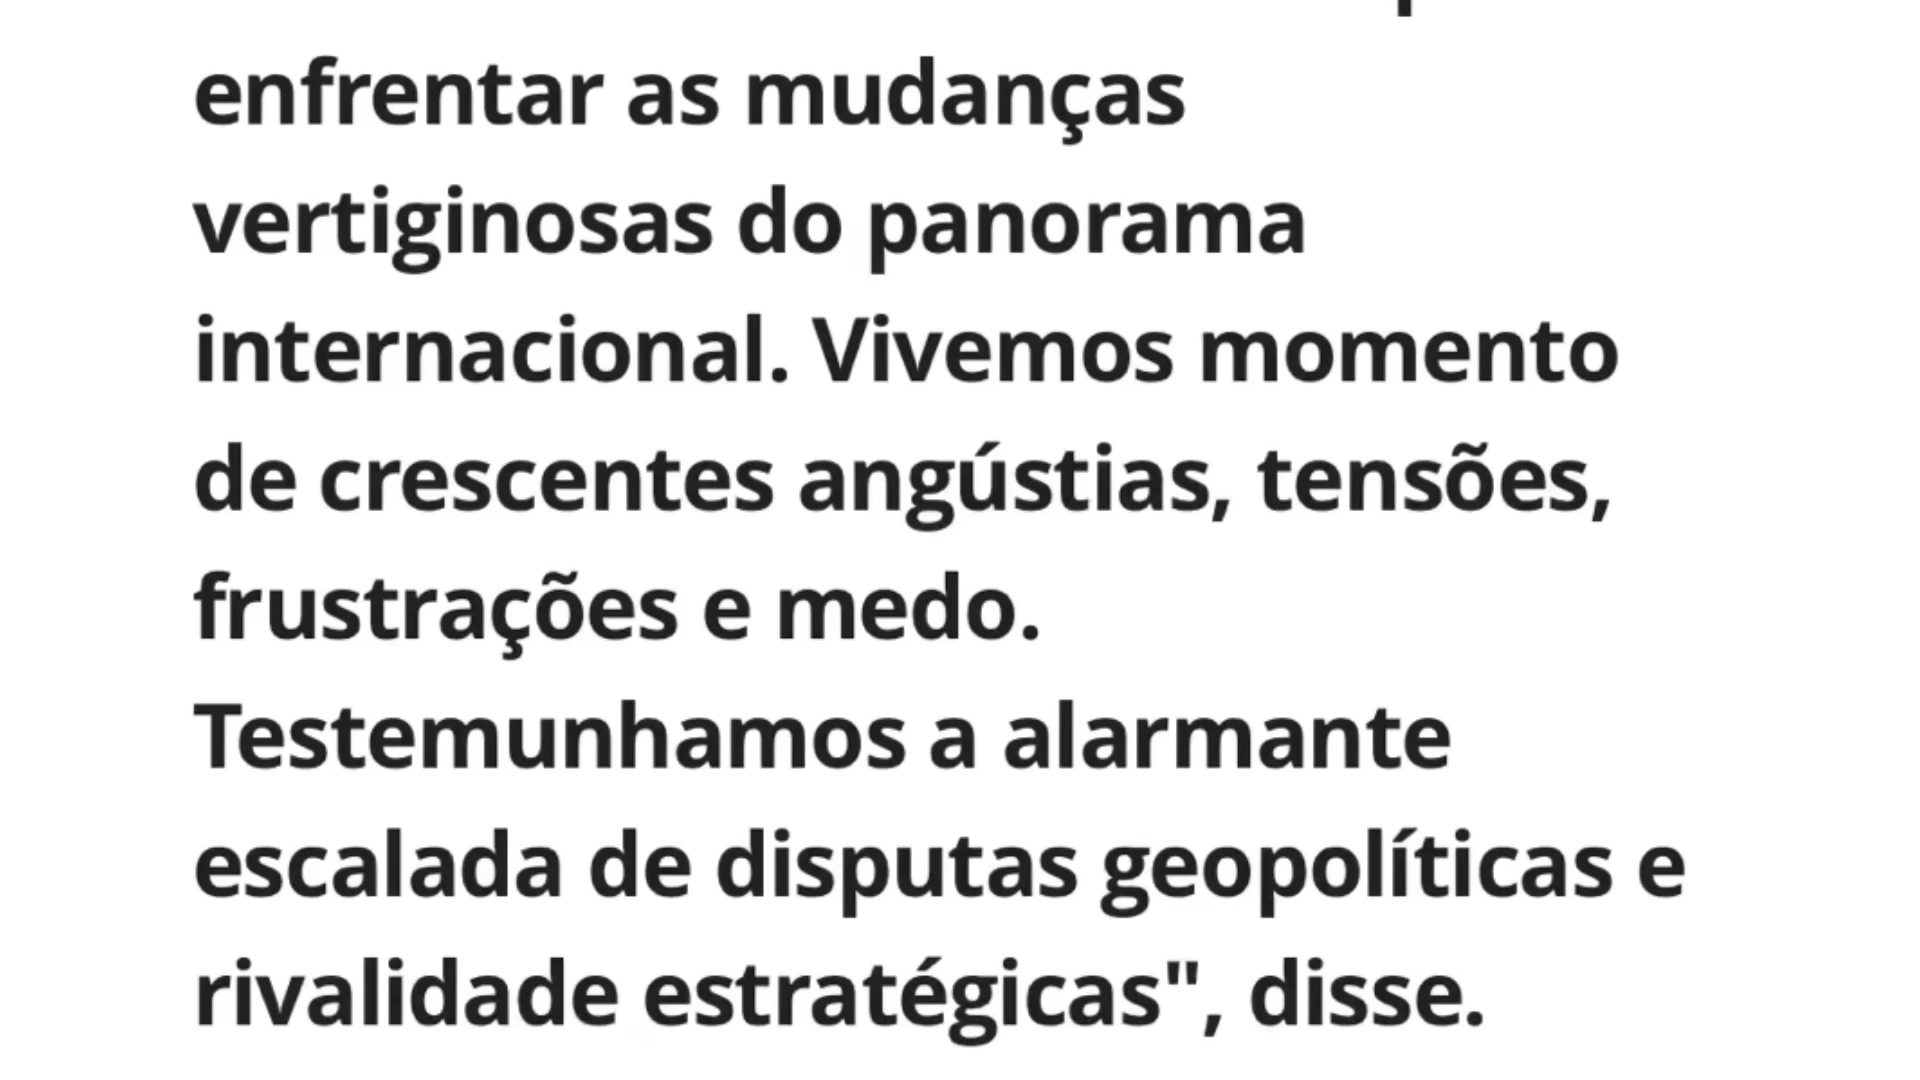 enfrentar as mudanças
vertiginosas do panorama
internacional. Vivemos momento
de crescentes angústias, tensões,
frustrações e medo.
Testemunhamos a alarmante
escalada de disputas geopolíticas e
rivalidade estratégicas", disse.